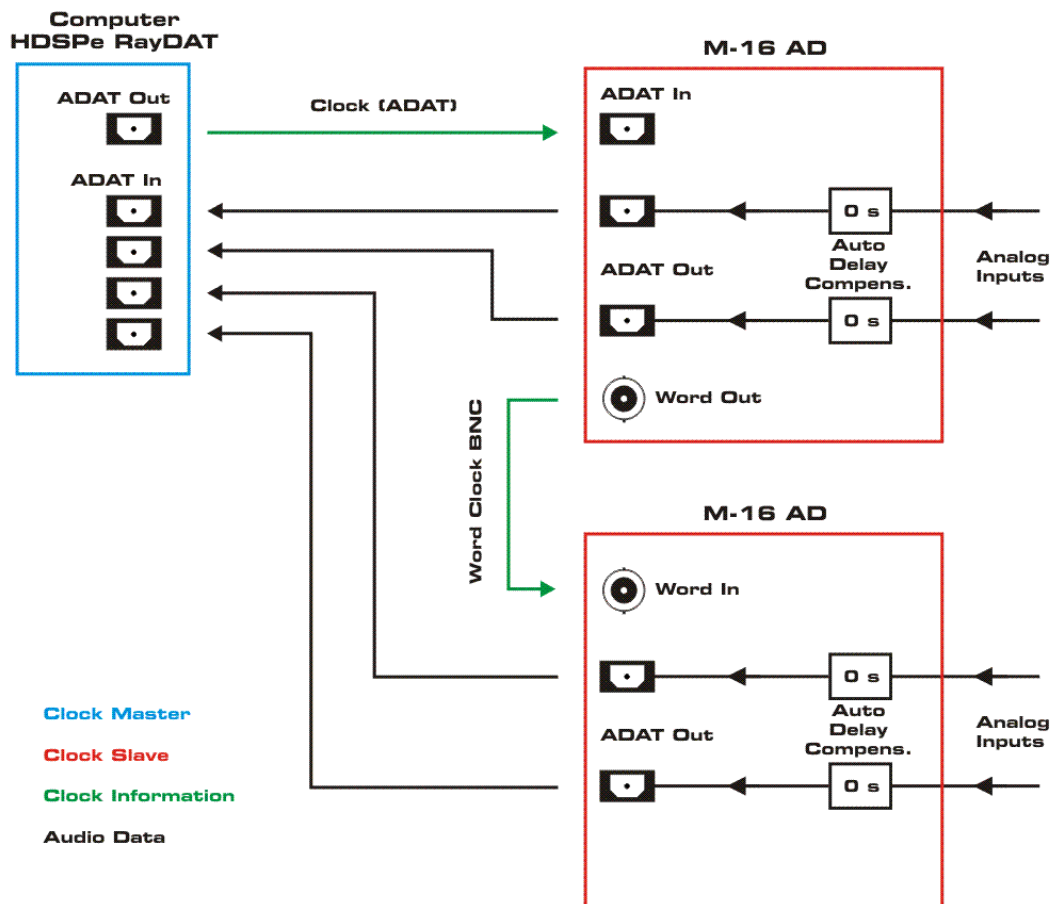 Computer
HDSPe RayDAT
ADAT Out
ADAT In
Clock (ADAT)
M-16 AD
ADAT In
0 s
Auto
Delay
Compens.
0 s
Analog
Inputs
ADAT Out
Word Out
Word Clock BNC
M-16 AD
Word In
0 s
Auto
Delay
Compens.
0 s
Analog
Inputs
ADAT Out
Clock Master
Clock Slave
Clock Information
Audio Data